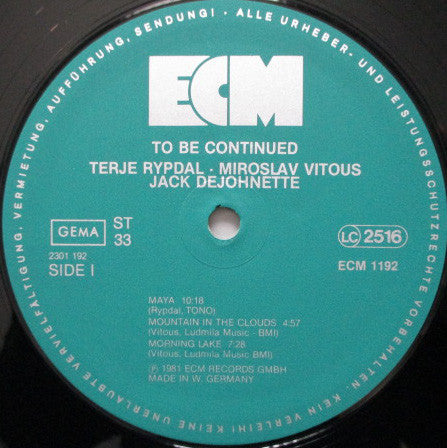 ALLE URHEBER- UND LEISTUNGSSCHUTZRECHTE VORBEHALTEN. KEIN VERLEIH! KEINE UNERLAUBTE VERVIELFÄLTIGUNG, VERMIETUNG, AUFFÜHRUNG, SENDUNG! ·
ECM
TO BE CONTINUED
TERJE RYPDAL · MIROSLAV VITOUS
JACK DEJOHNETTE
GEMA
ST
33
LC 2516
2301 192
SIDE I
ECM 1192
MAYA 10:18
(Rypdal, TONO)
MOUNTAIN IN THE CLOUDS 4:57
(Vitous, Ludmila Music - BMI)
MORNING LAKE 7:28
(Vitous, Ludmila Music BMI)
Ⓟ 1981 ECM RECORDS GMBH
MADE IN W. GERMANY